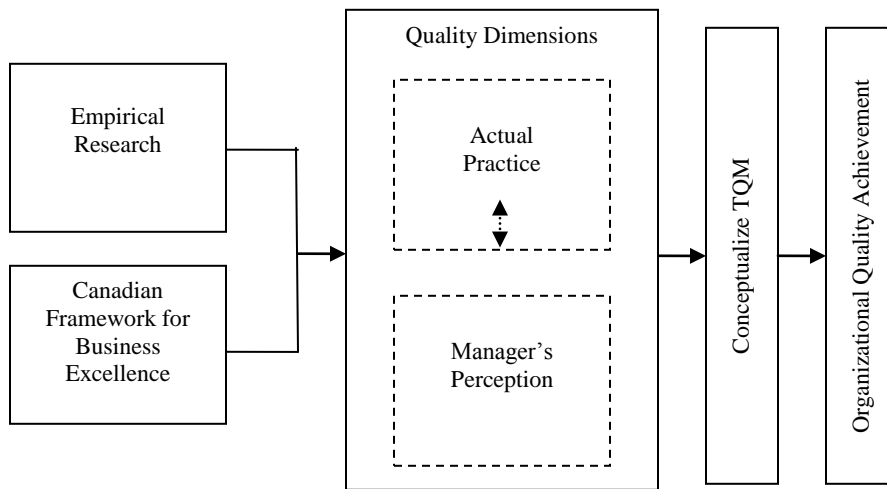 Empirical
Research
Canadian
Framework for
Business
Excellence
Quality Dimensions
Actual
Practice
Manager’s
Perception
Conceptualize TQM
Organizational Quality Achievement